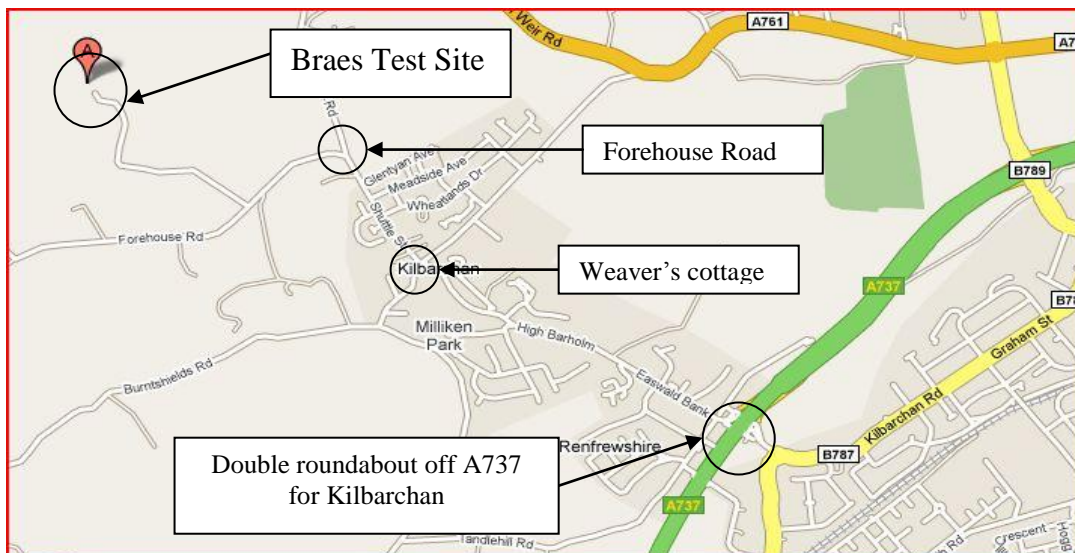 A761
A7
Weir Rd
Braes Test Site
A
Rd
Forehouse Road
Glentyan Ave
Meadside Ave
Wheatlands Dr
Shuttle St
B789
Forehouse Rd
Kilbarchan
Weaver's cottage
A737
Milliken
Park
High Barholm
B78
Graham St
Burntshields Rd
Easwald Bank
Kilbarchan Rd
Renfrewshire
B787
Double roundabout off A737
for Kilbarchan
A737
Tandlehill Rd
Crescent
Rd